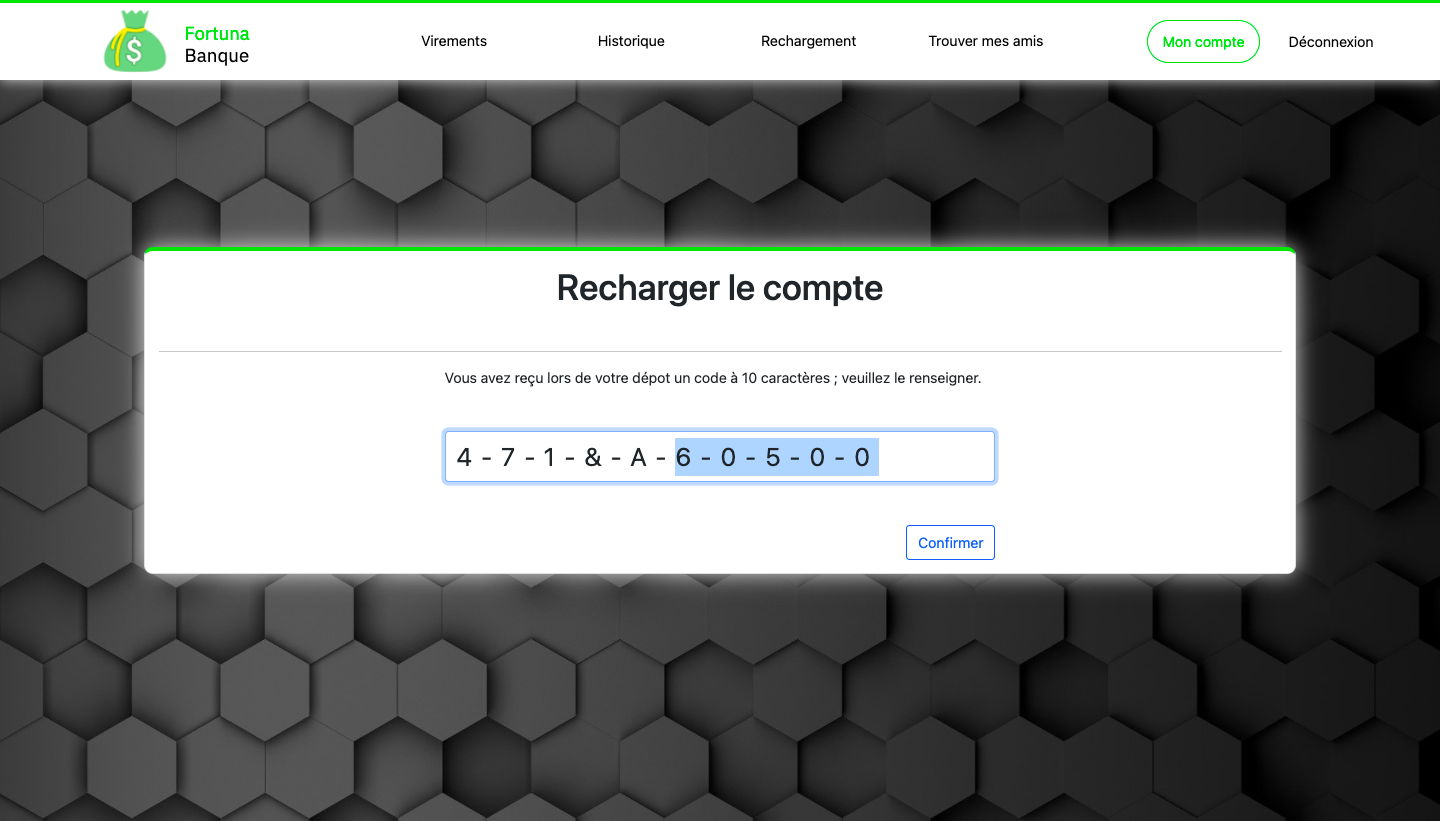 Fortuna
Banque
Virements
Historique
Rechargement
Trouver mes amis
Mon compte
Déconnexion
$
Recharger le compte
Vous avez reçu lors de votre dépot un code à 10 caractères ; veuillez le renseigner.
4 - 7 - 1 - & - A - 6 - 0 - 5 - 0 - 0
Confirmer